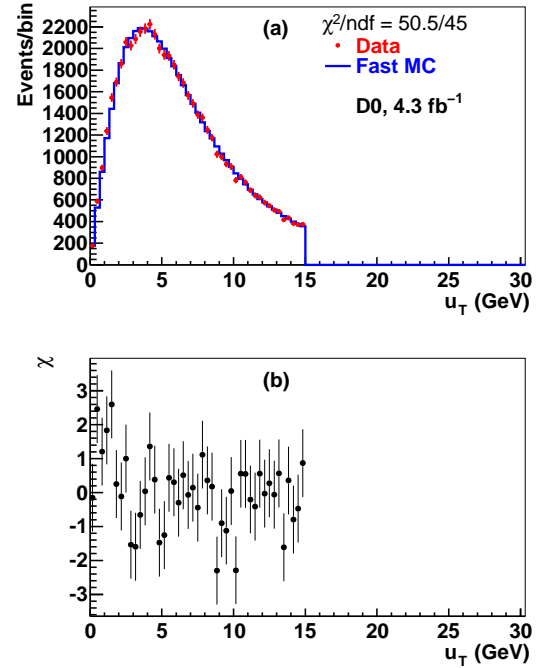 Events/bin
2200
2000
1800
1600
1400
1200
1000
800
600
400
200
0
(a)
χ²/ndf = 50.5/45
Data
Fast MC
D0, 4.3 fb⁻¹
0 5 10 15 20 25 30
u_T (GeV)
χ
(b)
3
2
1
0
-1
-2
-3
0 5 10 15 20 25 30
u_T (GeV)